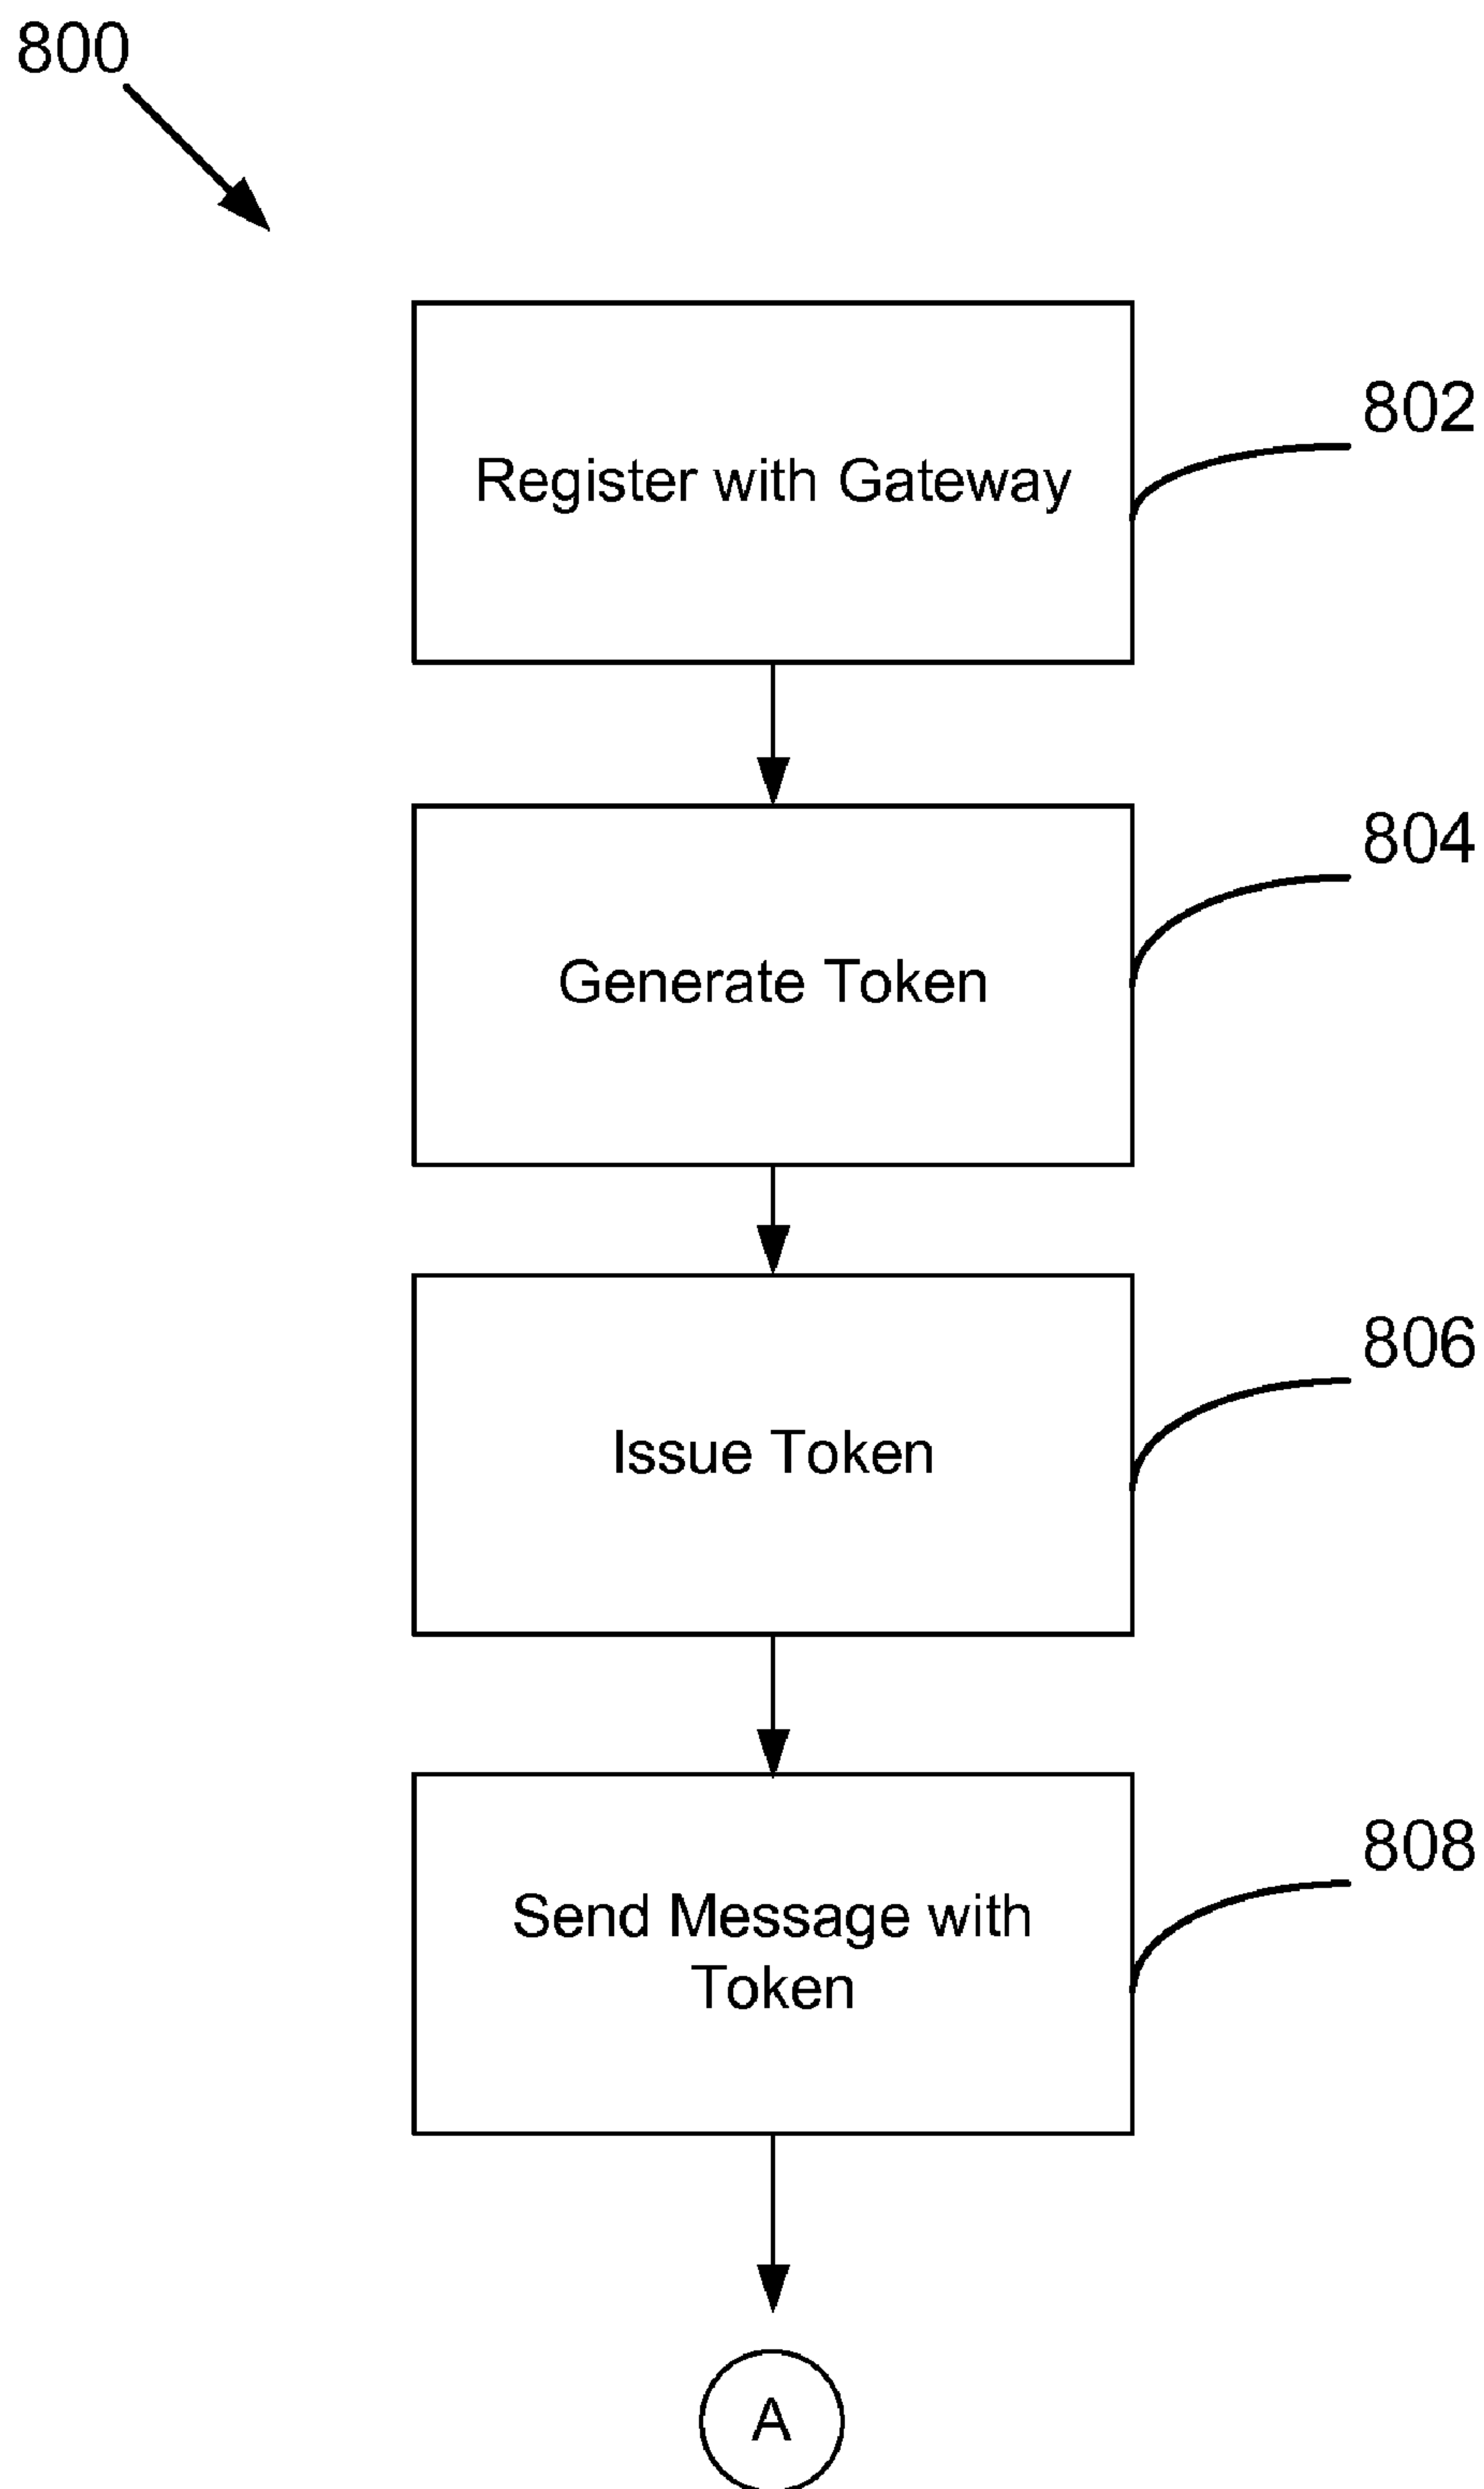 800
Register with Gateway
802
Generate Token
804
Issue Token
806
Send Message with
Token
808
A